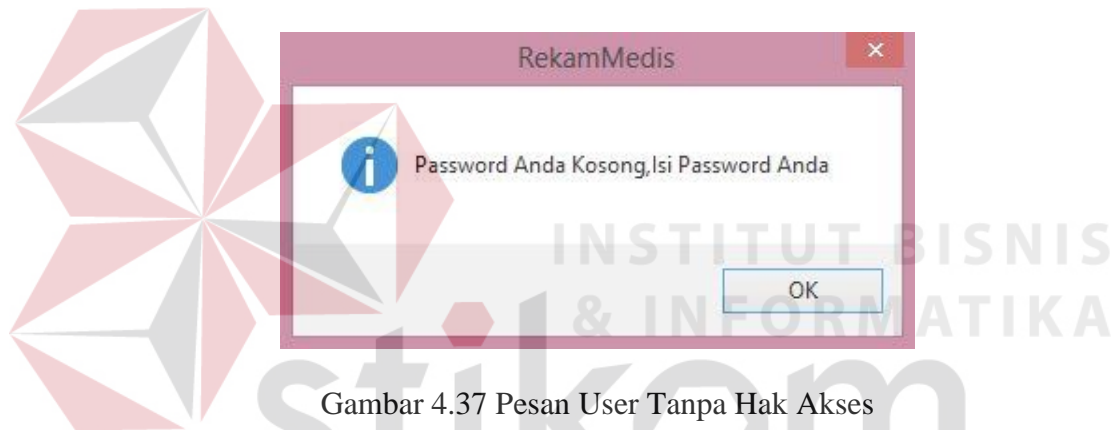 RekamMedis
Password Anda Kosong,Isi Password Anda
INSTITUT BISNIS
OK
& INFORMATIKA
stikom
Gambar 4.37 Pesan User Tanpa Hak Akses